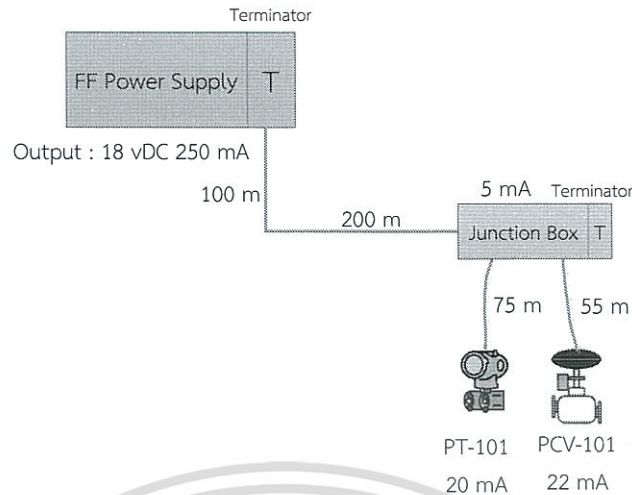 Terminator
FF Power Supply T
Output : 18 vDC 250 mA
100 m
200 m
5 mA Terminator
Junction Box T
75 m 55 m
PT-101 PCV-101
20 mA 22 mA